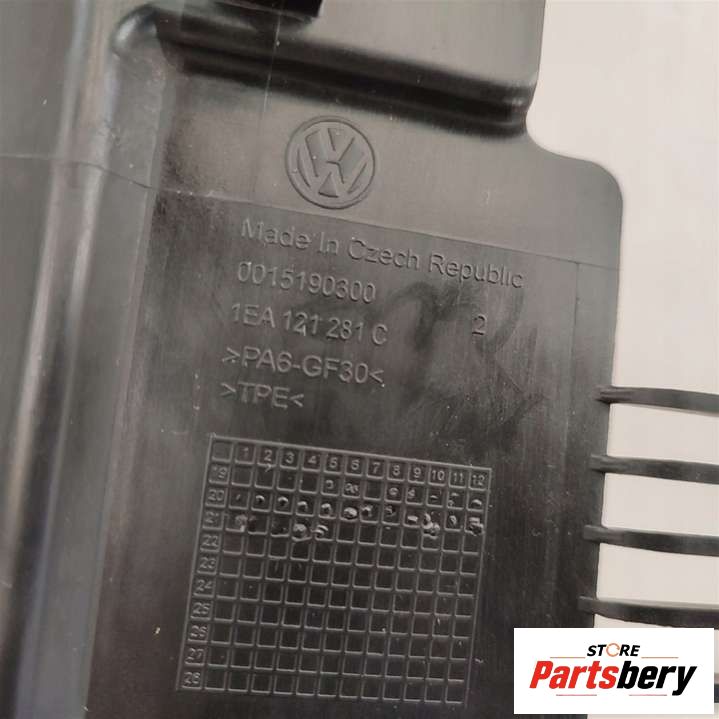 VW
Made In Czech Republic
0015190300
1EA 121 281 C 2
>PA6-GF30<
>TPE<
1 2 3 4 5 6 7 8 9 10 11 12
19
20
21
22
23
24
25
26
27
28
STORE
Partsbery